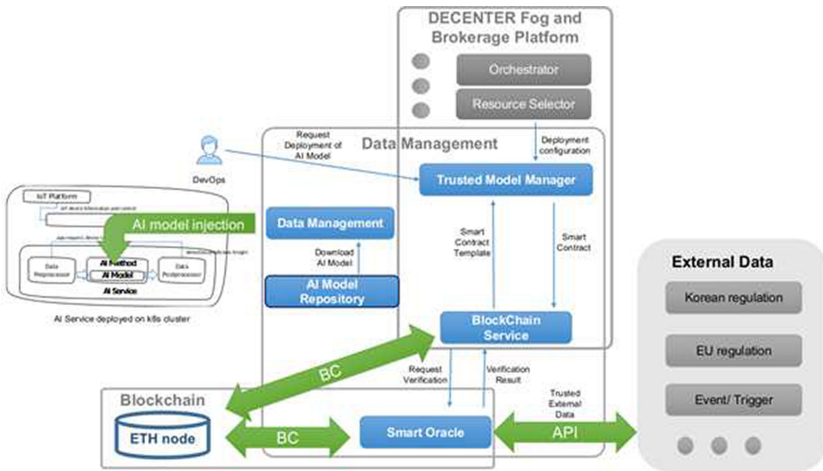 DECENTER Fog and
Brokerage Platform
Orchestrator
Resource Selector
Request
Deployment of
AI Model
Data Management
Deployment
configuration
DevOps
Trusted Model Manager
IoT Platform
AI model injection
Data Management
Smart
Contract
Template
Smart
Contract
Download
AI Model
Data
Preprocessor
AI Method
AI Model
Data
Postprocessor
AI Service
AI Model
Repository
AI Service deployed on k8s cluster
External Data
Korean regulation
EU regulation
Event/ Trigger
BlockChain
Service
BC
Request
Verification
Verification
Result
Trusted
External
Data
Blockchain
ETH node
BC
Smart Oracle
API